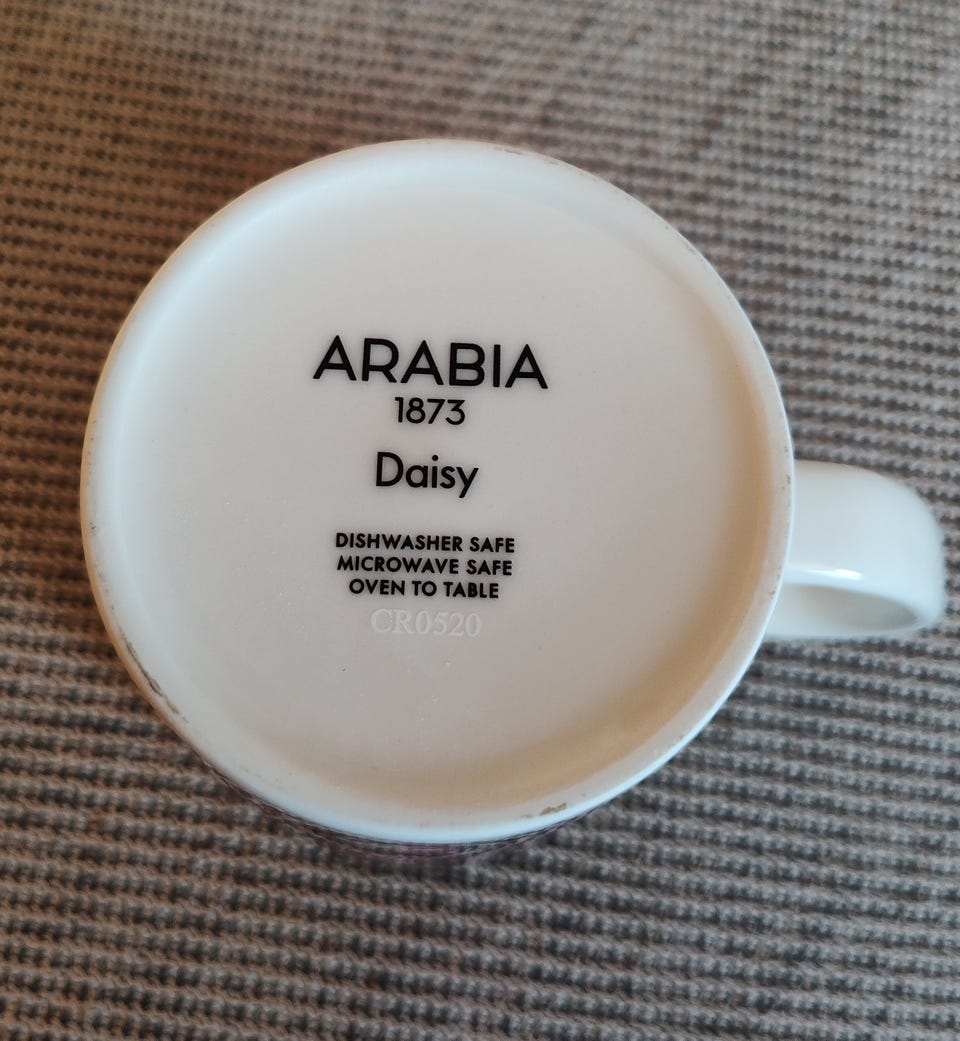 ARABIA
1873
Daisy
DISHWASHER SAFE
MICROWAVE SAFE
OVEN TO TABLE
CR0520